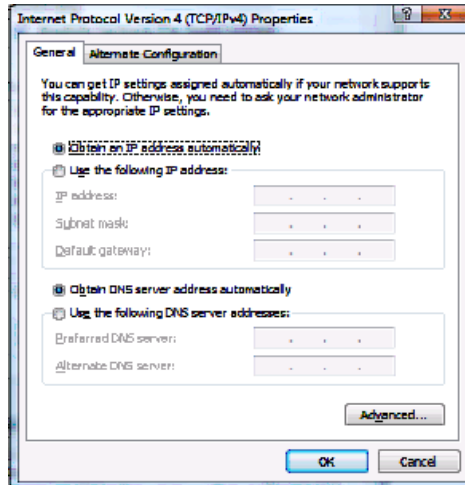 Internet Protocol Version 4 (TCP/IPv4) Properties
General
Alternate Configuration
You can get IP settings assigned automatically if your network supports
this capability. Otherwise, you need to ask your network administrator
for the appropriate IP settings.
Obtain an IP address automatically
Use the following IP address:
IP address:
Subnet mask:
Default gateway:
Obtain DNS server address automatically
Use the following DNS server addresses:
Preferred DNS server:
Alternate DNS server:
Advanced...
OK
Cancel